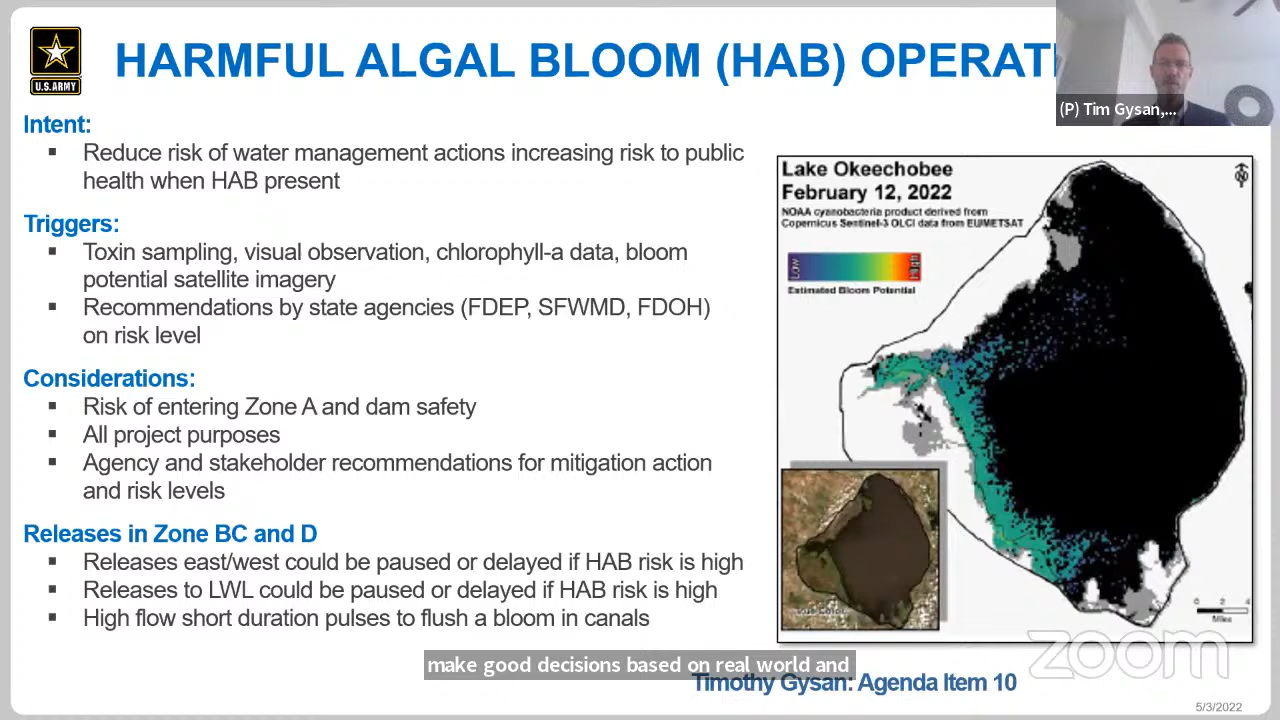 HARMFUL ALGAL BLOOM (HAB) OPERATI
U.S.ARMY
(P) Tim Gysan,...
Intent:
▪ Reduce risk of water management actions increasing risk to public
health when HAB present
Triggers:
▪ Toxin sampling, visual observation, chlorophyll-a data, bloom
potential satellite imagery
▪ Recommendations by state agencies (FDEP, SFWMD, FDOH)
on risk level
Considerations:
▪ Risk of entering Zone A and dam safety
▪ All project purposes
▪ Agency and stakeholder recommendations for mitigation action
and risk levels
Releases in Zone BC and D
▪ Releases east/west could be paused or delayed if HAB risk is high
▪ Releases to LWL could be paused or delayed if HAB risk is high
▪ High flow short duration pulses to flush a bloom in canals
Lake Okeechobee
February 12, 2022
NOAA cyanobacteria product derived from
Copernicus Sentinel-3 OLCI data from EUMETSAT
N
Low
High
Estimated Bloom Potential
True Color
0 2 4
Miles
zoom
make good decisions based on real world and
Timothy Gysan: Agenda Item 10
5/3/2022